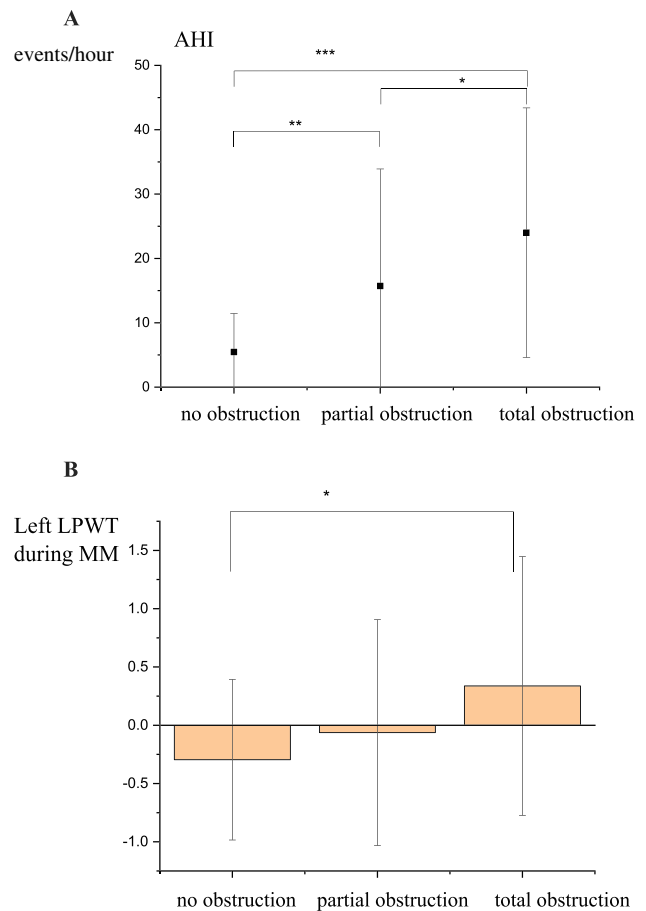 A
events/hour
AHI
50
***
*
40
**
30
20
10
0
no obstruction partial obstruction total obstruction
B
*
Left LPWT
during MM
1.5
1.0
0.5
0.0
-0.5
-1.0
no obstruction partial obstruction total obstruction